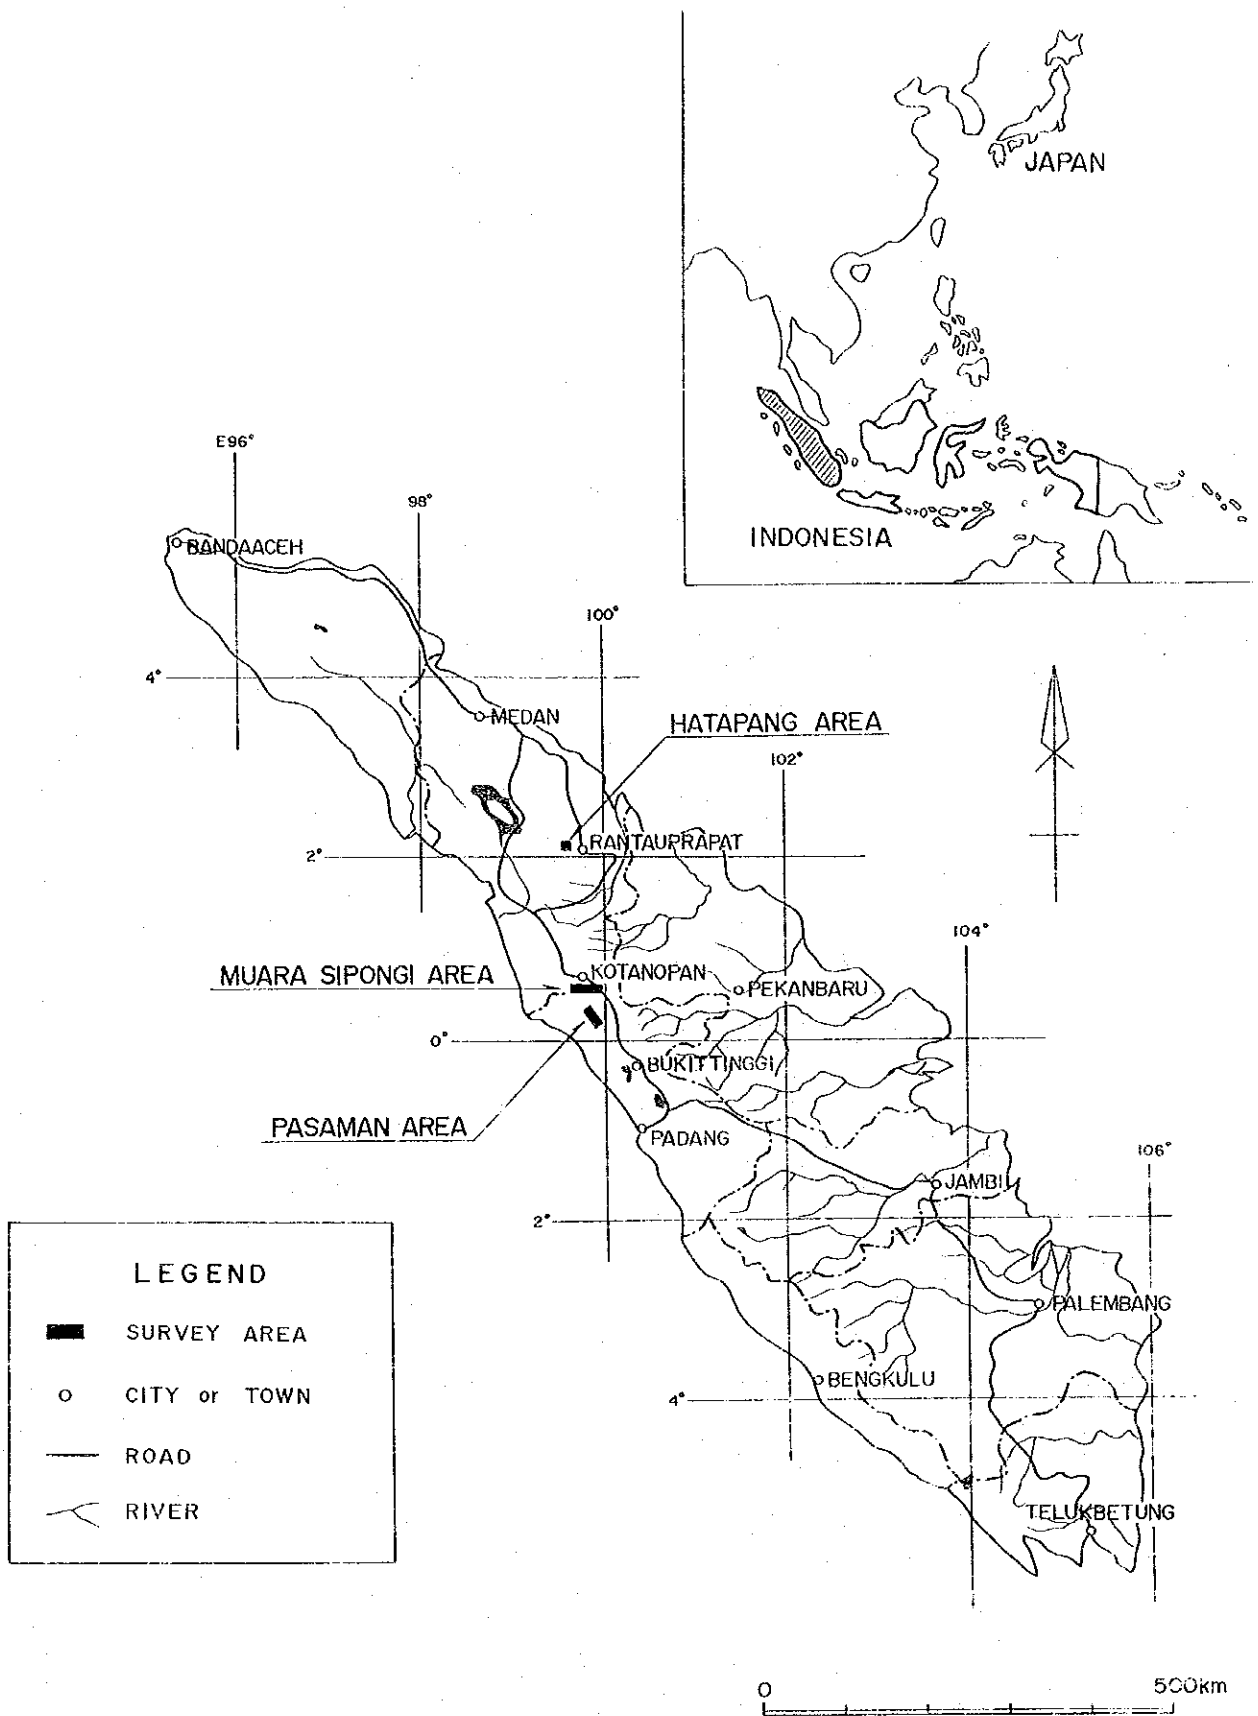 JAPAN
INDONESIA
E96°
98°
BANDAACEH
100°
4°
MEDAN
HATAPANG AREA
102°
RANTAUPRAPAT
2°
104°
MUARA SIPONGI AREA
KOTANOPAN
PEKANBARU
0°
BUKITTINGGI
PASAMAN AREA
PADANG
106°
JAMBI
2°
LEGEND
SURVEY AREA
CITY or TOWN
ROAD
RIVER
PALEMBANG
BENGKULU
4°
TELUKBETUNG
0
500km